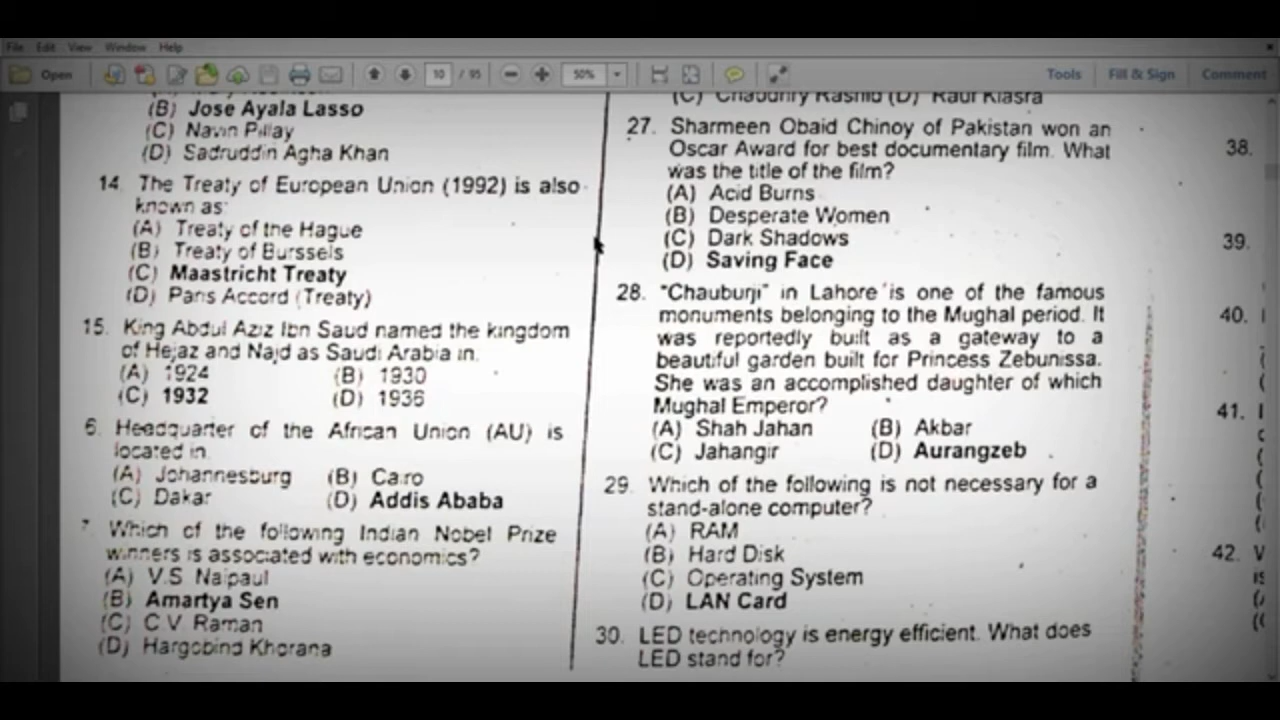 File Edit View Window Help
Open
10 / 95
50%
Tools
Fill & Sign
Comment
(B) Jose Ayala Lasso
(C) Navin Pillay
(D) Sadruddin Agha Khan
14. The Treaty of European Union (1992) is also
known as:
(A) Treaty of the Hague
(B) Treaty of Burssels
(C) Maastricht Treaty
(D) Paris Accord (Treaty)
15. King Abdul Aziz Ibn Saud named the kingdom
of Hejaz and Najd as Saudi Arabia in.
(A) 1924 (B) 1930
(C) 1932 (D) 1936
6. Headquarter of the African Union (AU) is
located in.
(A) Johannesburg (B) Cairo
(C) Dakar (D) Addis Ababa
7 Which of the following Indian Nobel Prize
winners is associated with economics?
(A) V.S. Naipaul
(B) Amartya Sen
(C) C.V. Raman
(D) Hargobind Khorana
(C) Chaudhry Rashid (D) Rauf Klasra
27. Sharmeen Obaid Chinoy of Pakistan won an
Oscar Award for best documentary film. What
was the title of the film?
(A) Acid Burns
(B) Desperate Women
(C) Dark Shadows
(D) Saving Face
28. "Chauburji" in Lahore is one of the famous
monuments belonging to the Mughal period. It
was reportedly built as a gateway to a
beautiful garden built for Princess Zebunissa.
She was an accomplished daughter of which
Mughal Emperor?
(A) Shah Jahan (B) Akbar
(C) Jahangir (D) Aurangzeb
29. Which of the following is not necessary for a
stand-alone computer?
(A) RAM
(B) Hard Disk
(C) Operating System
(D) LAN Card
30. LED technology is energy efficient. What does
LED stand for?
38.
39.
40.
41.
42.